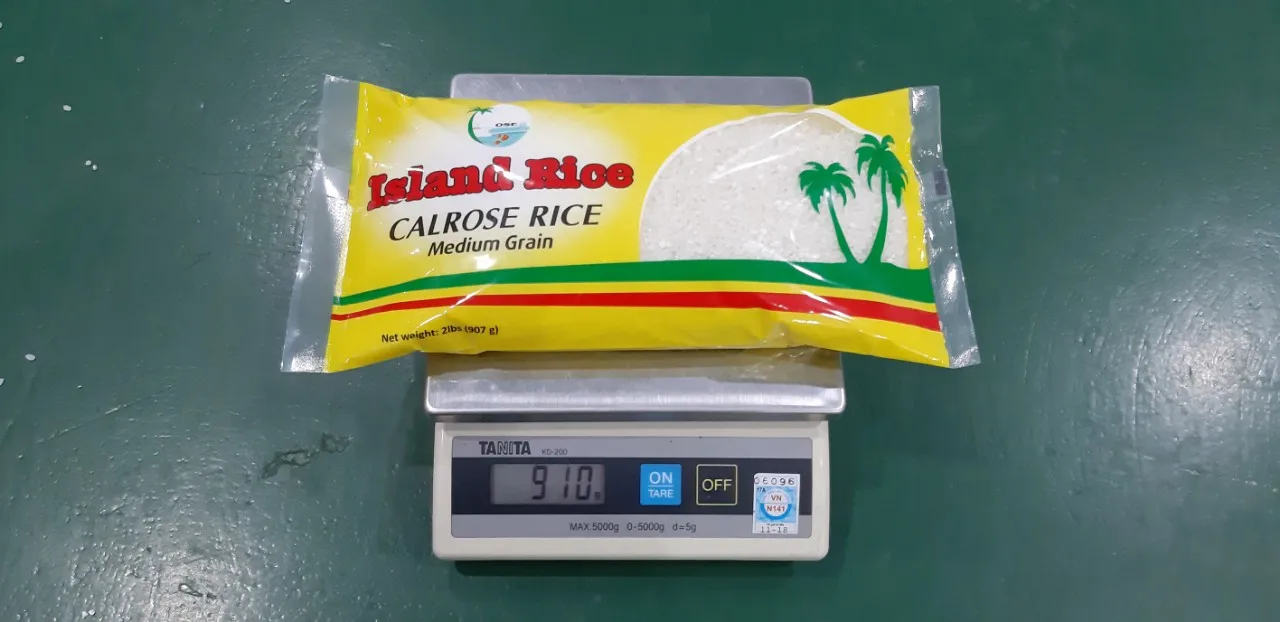 OSF
Island Rice
CALROSE RICE
Medium Grain
Net weight: 2lbs (907 g)
TANITA KD-200
910g
ON
TARE
OFF
MAX.5000g 0-5000g d=5g
06096
VN
N141
11-18